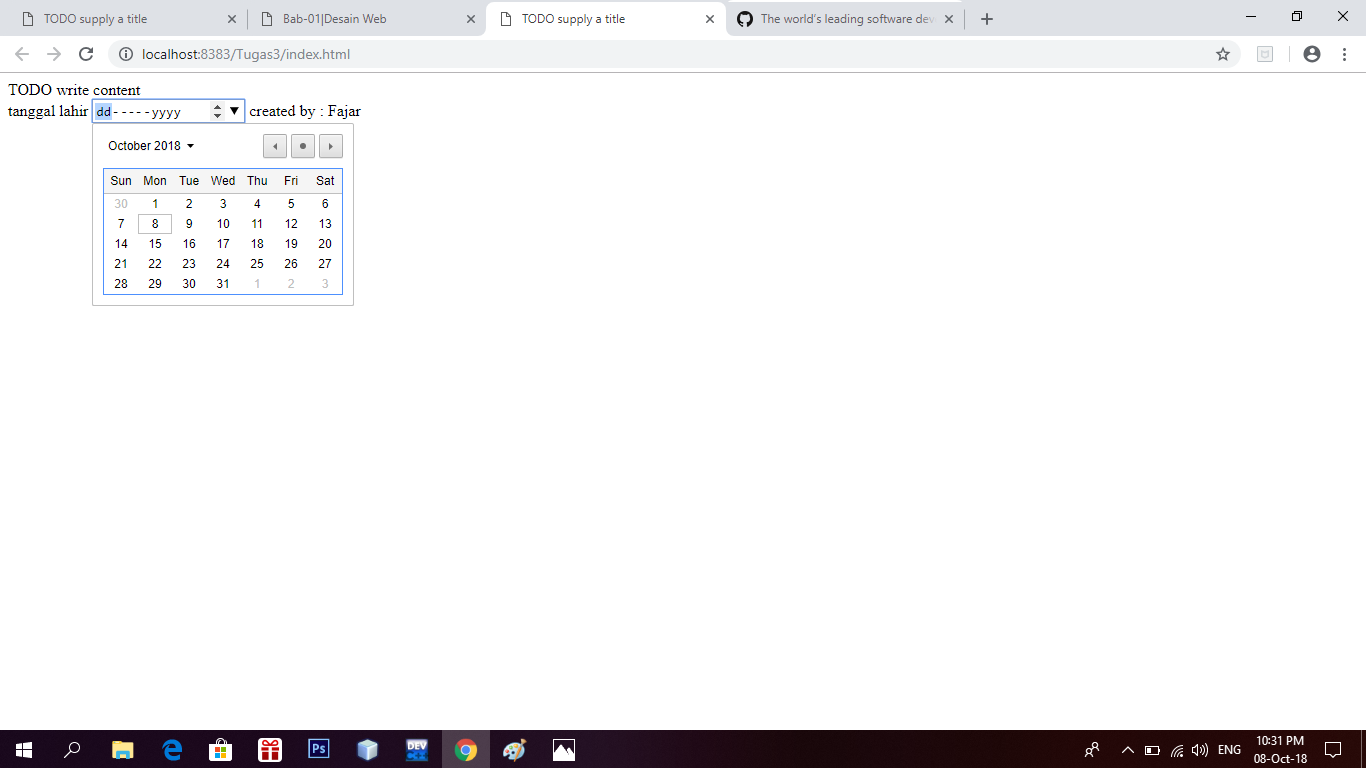 TODO supply a title
Bab-01|Desain Web
TODO supply a title
The world's leading software dev
localhost:8383/Tugas3/index.html
TODO write content
tanggal lahir dd-----yyyy created by : Fajar
October 2018
Sun Mon Tue Wed Thu Fri Sat
30 1 2 3 4 5 6
7 8 9 10 11 12 13
14 15 16 17 18 19 20
21 22 23 24 25 26 27
28 29 30 31 1 2 3
Ps
DEV
C++
ENG
10:31 PM
08-Oct-18